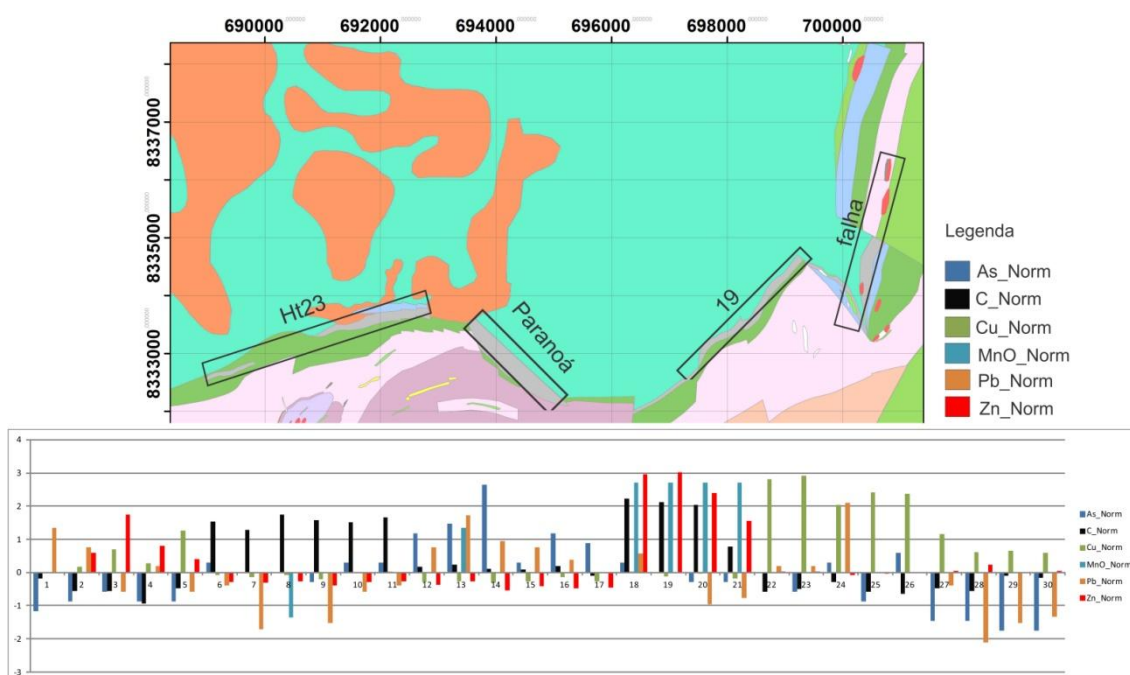 690000 692000 694000 696000 698000 700000
8337000
8335000
8333000
Ht23
Paranoá
19
falha
Legenda
As_Norm
C_Norm
Cu_Norm
MnO_Norm
Pb_Norm
Zn_Norm
4
3
2
1
0
-1
-2
-3
1 2 3 4 5 6 7 8 9 10 11 12 13 14 15 16 17 18 19 20 21 22 23 24 25 26 27 28 29 30
As_Norm
C_Norm
Cu_Norm
MnO_Norm
Pb_Norm
Zn_Norm